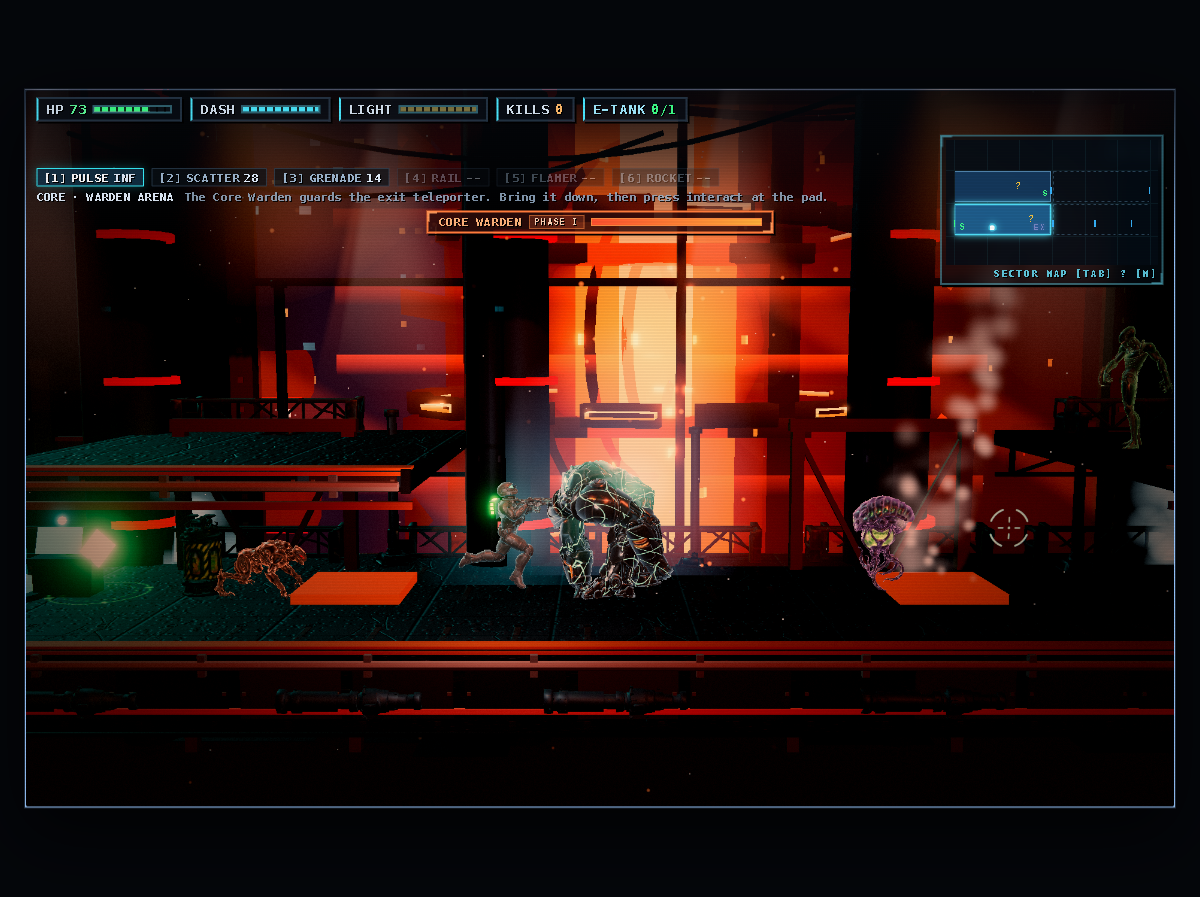 HP 73 DASH LIGHT KILLS 0 E-TANK 0/1
[1] PULSE INF [2] SCATTER 28 [3] GRENADE 14 [4] RAIL -- [5] FLAMER -- [6] ROCKET --
CORE · WARDEN ARENA The Core Warden guards the exit teleporter. Bring it down, then press interact at the pad.
CORE WARDEN PHASE I
?
S
?
S EX
SECTOR MAP [TAB] ? [M]